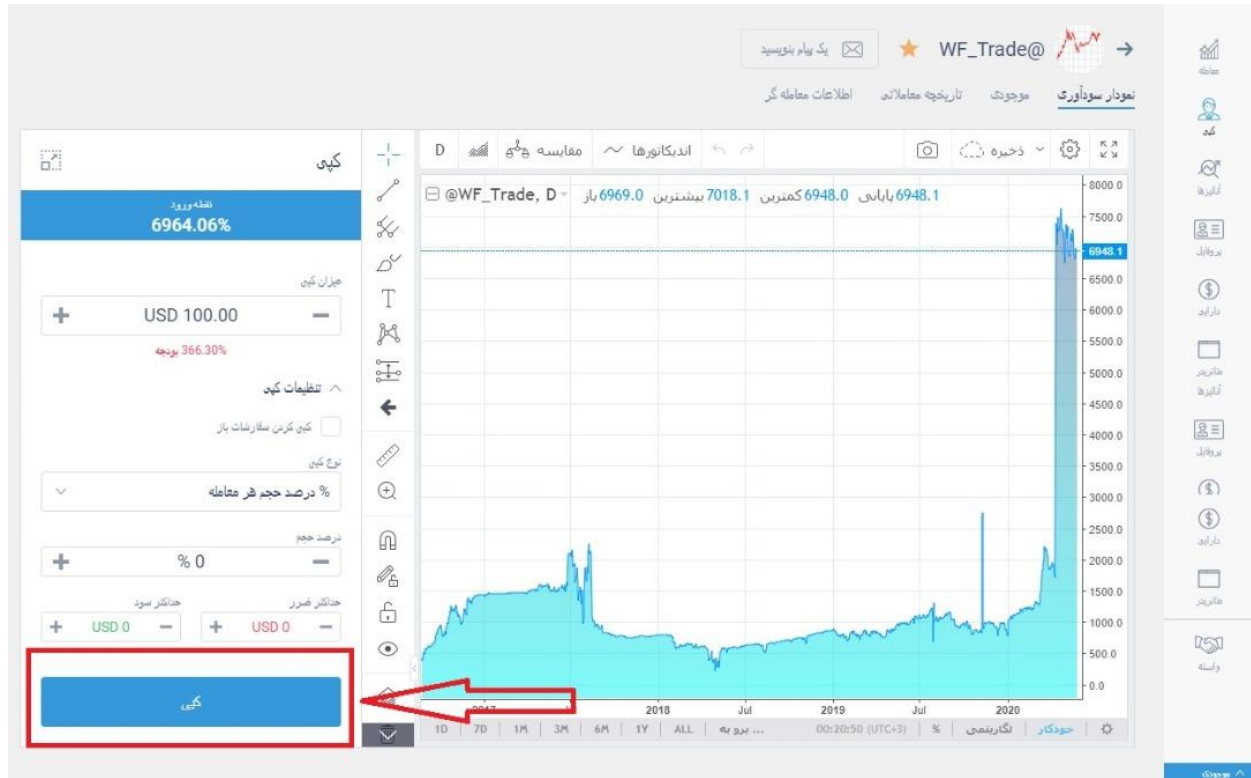 WF_Trade@
یک پیام بنویسید
نمودار سودآوری
موجودی
تاریخچه معاملاتی
اطلاعات معامله گر
معامله
کپی
آنالیزها
پروفایل
دارایی
متاتریدر
آنالیزها
پروفایل
دارایی
متاتریدر
واسته
موجودی
ذخیره
اندیکاتورها
مقایسه
D
@WF_Trade, D
باز 6969.0 بیشترین 7018.1 کمترین 6948.0 پایانی 6948.1
8000.0
7500.0
6948.1
6500.0
6000.0
5500.0
5000.0
4500.0
4000.0
3500.0
3000.0
2500.0
2000.0
1500.0
1000.0
500.0
0.0
2017
2018
Jul
2019
Jul
2020
1D 7D 1M 3M 6M 1Y ALL برو به ...
00:20:50 (UTC+3) % لگاریتمی خودکار
کپی
نقطه ورود
6964.06%
میزان کپی
USD 100.00
366.30% بودجه
تنظیمات کپی
کپی کردن سفارشات باز
نوع کپی
% درصد حجم هر معامله
درصد حجم
% 0
حداکثر ضرر
حداکثر سود
USD 0
USD 0
کپی